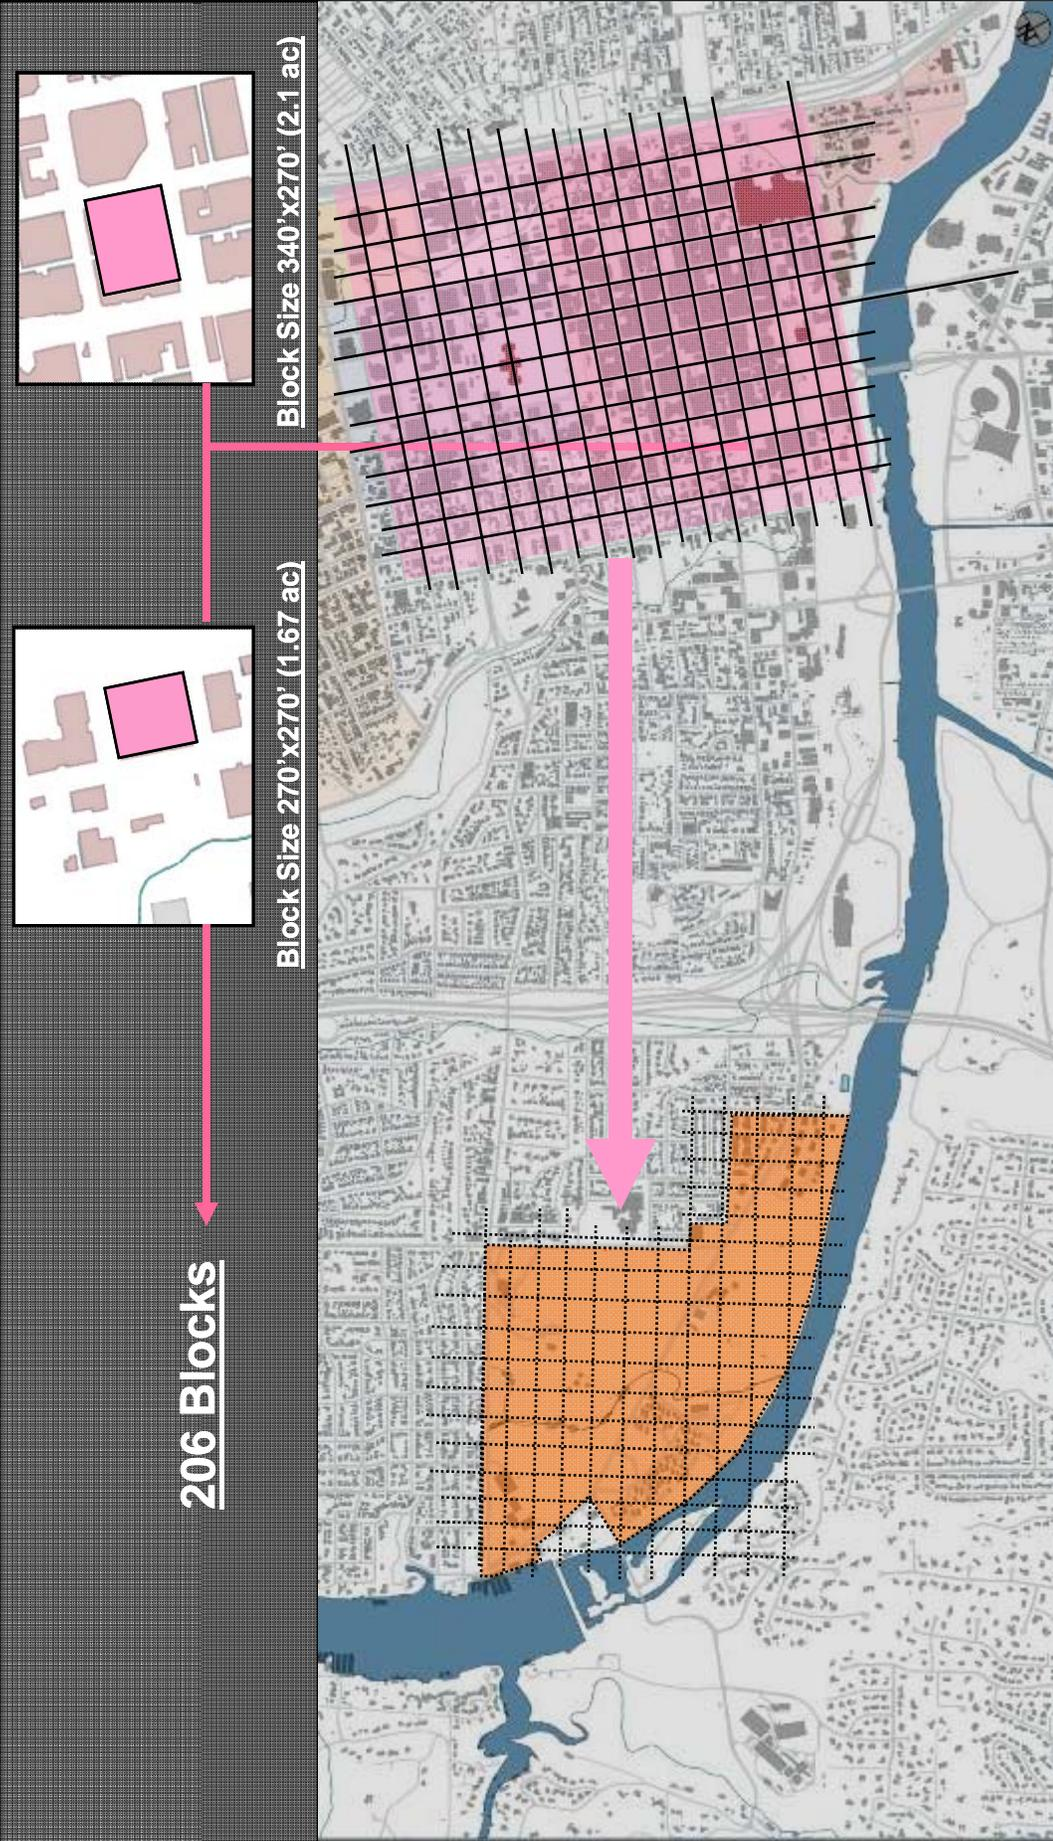 Block Size 340’x270’ (2.1 ac)
Block Size 270’x270’ (1.67 ac)
206 Blocks